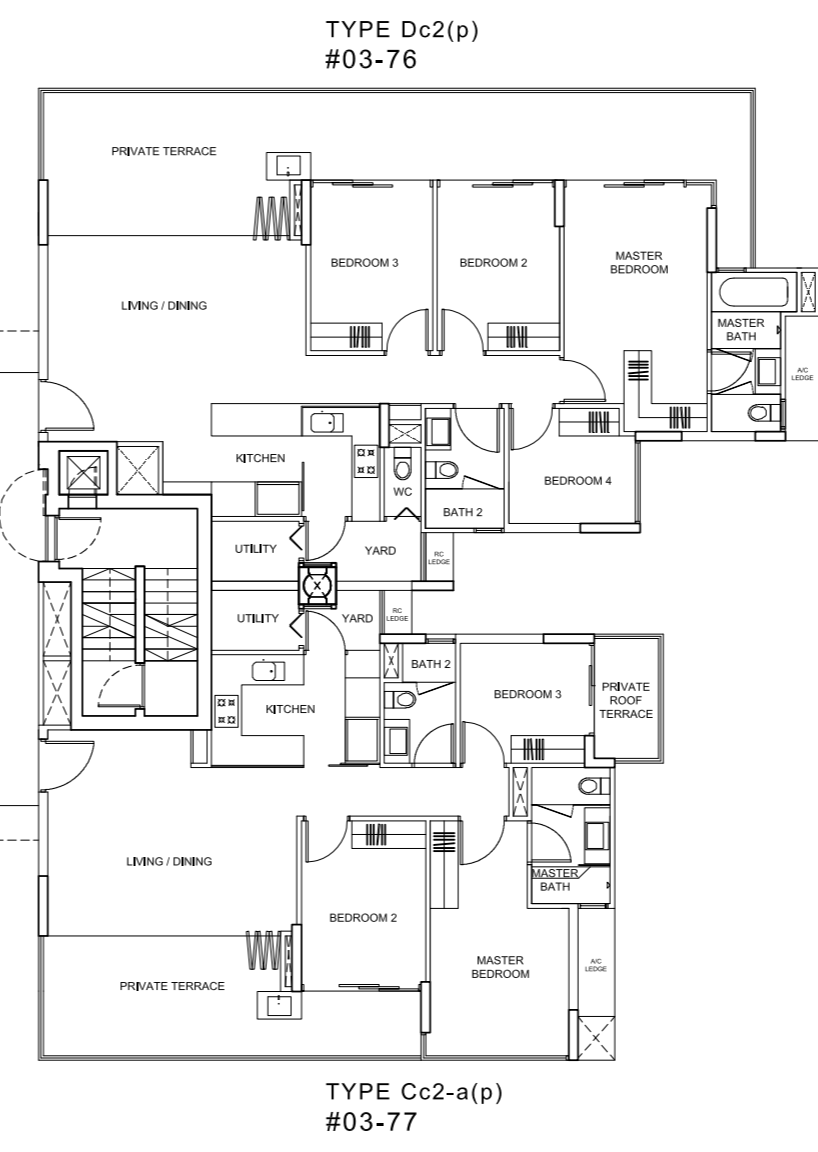 TYPE Dc2(p)
#03-76
PRIVATE TERRACE
BEDROOM 3
BEDROOM 2
MASTER
BEDROOM
LIVING / DINING
MASTER
BATH
A/C
LEDGE
KITCHEN
WC
BATH 2
BEDROOM 4
UTILITY
YARD
RC
LEDGE
UTILITY
YARD
RC
LEDGE
BATH 2
BEDROOM 3
PRIVATE
ROOF
TERRACE
KITCHEN
LIVING / DINING
MASTER
BATH
BEDROOM 2
MASTER
BEDROOM
A/C
LEDGE
PRIVATE TERRACE
TYPE Cc2-a(p)
#03-77